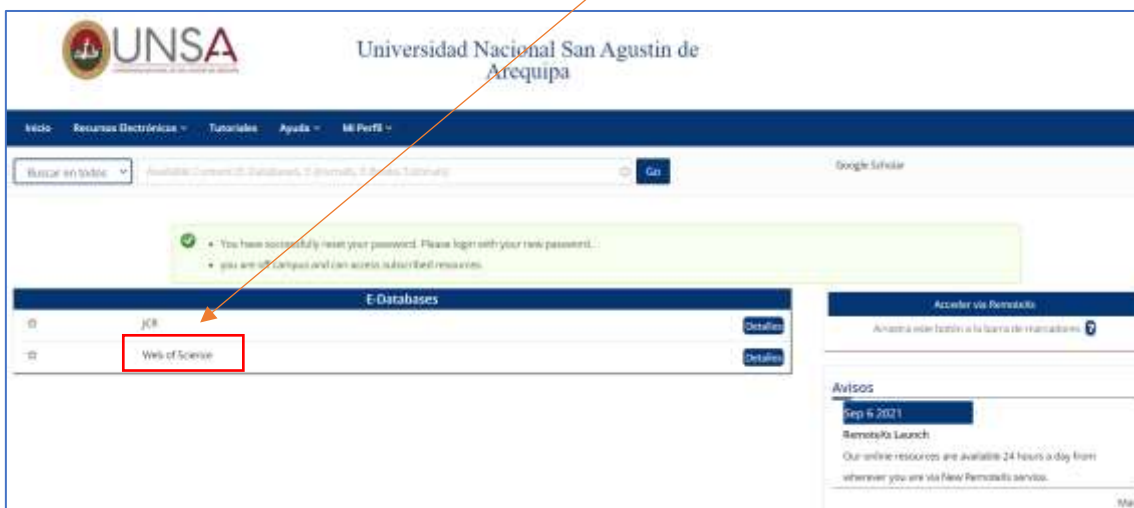 UNSA
Universidad Nacional San Agustin de
Arequipa
Inicio Recursos Electrónicos Tutoriales Ayuda Mi Perfil
Buscar en todos
Go
Google Scholar
You have successfully reset your password. Please login with your new password.
you are off campus and can access subscribed resources.
E-Databases
JCR
Detalles
Web of Science
Detalles
Acceder via RemoteXs
Arrastra este botón a la barra de marcadores ?
Avisos
Sep 6 2021
RemoteXs Launch
Our online resources are available 24 hours a day from
wherever you are via New RemoteXs service.